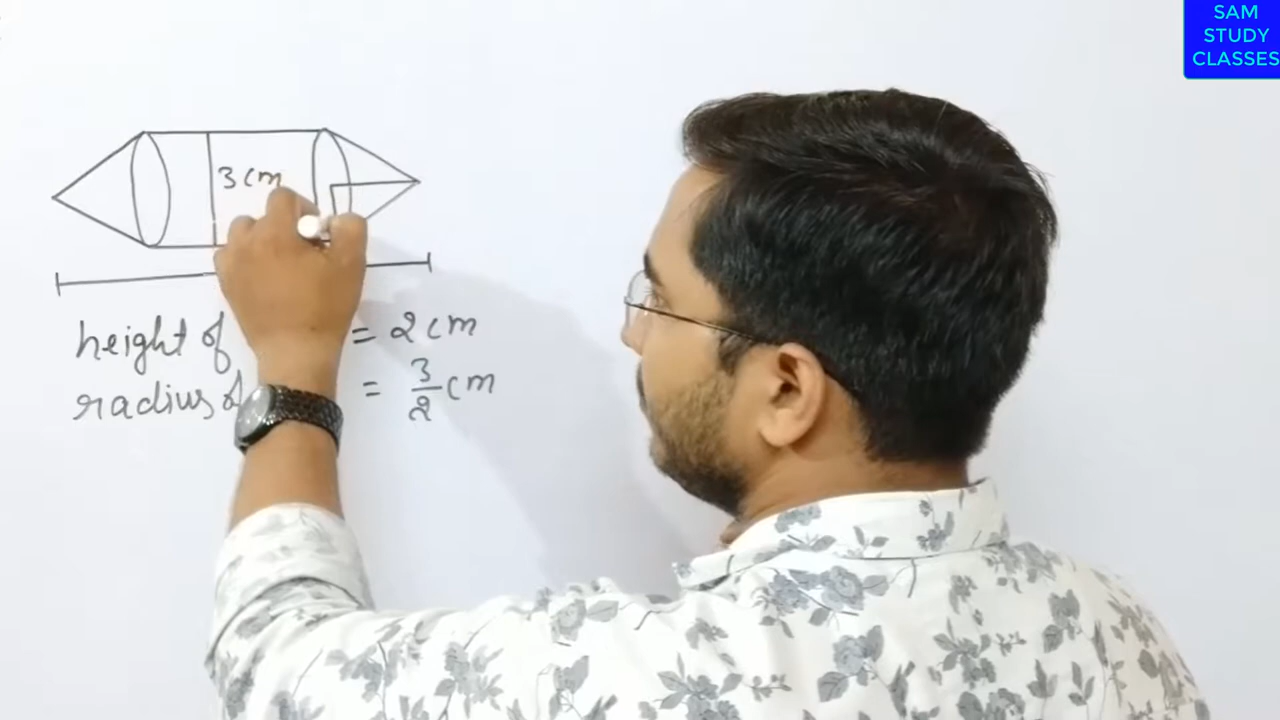 SAM
STUDY
CLASSES
3 cm
height of = 2 cm
radius of = 3/2 cm